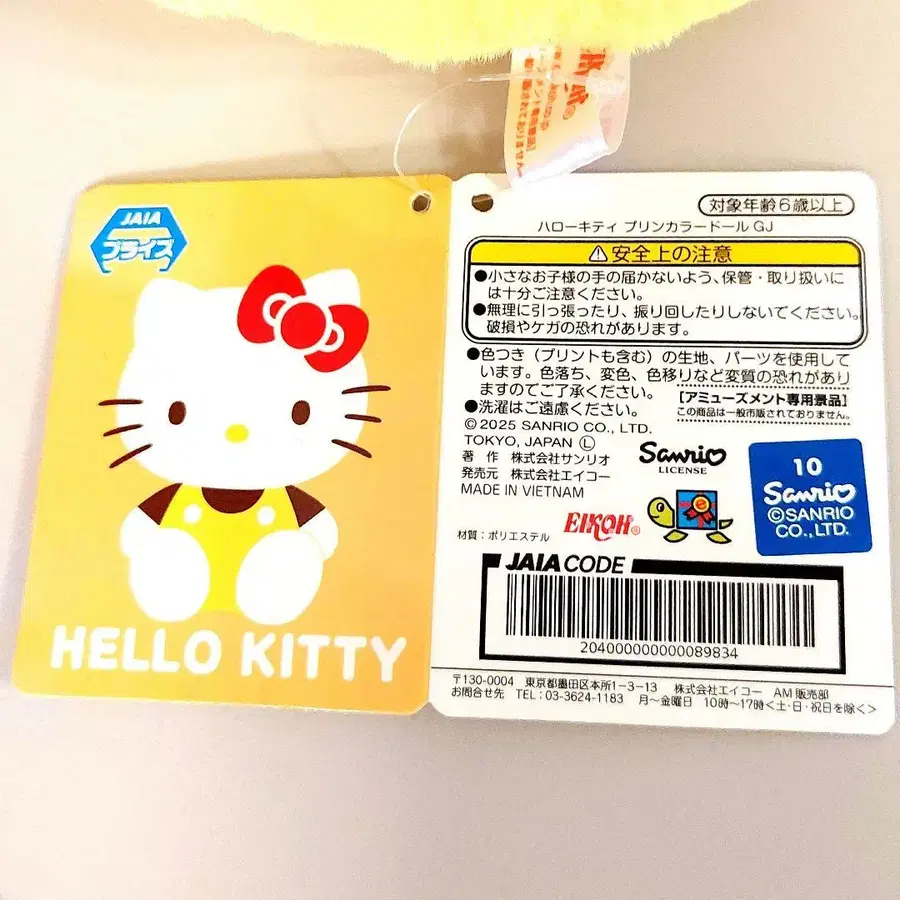 JAIA
プライズ
HELLO KITTY
対象年齢6歳以上
ハローキティ プリンカラードール GJ
⚠安全上の注意
●小さなお子様の手の届かないよう、保管・取り扱いに
は十分ご注意ください。
●無理に引っ張ったり、振り回したりしないでください。
破損やケガの恐れがあります。
●色つき(プリントも含む)の生地、パーツを使用して
います。色落ち、変色、色移りなど変質の恐れがあり
ますのでご了承ください。
●洗濯はご遠慮ください。
[アミューズメント専用景品]
この商品は一般市販されておりません。
© 2025 SANRIO CO., LTD.
TOKYO, JAPAN Ⓛ
著 作 株式会社サンリオ
発売元 株式会社エイコー
MADE IN VIETNAM
Sanrio
LICENSE
10
Sanrio
©SANRIO
CO.,LTD.
材質:ポリエステル
EIKOH®
JAIA CODE
204000000000089834
〒130-0004 東京都墨田区本所1-3-13 株式会社エイコー AM販売部
お問合せ先 TEL:03-3624-1183 月~金曜日 10時~17時<土・日・祝日を除く>